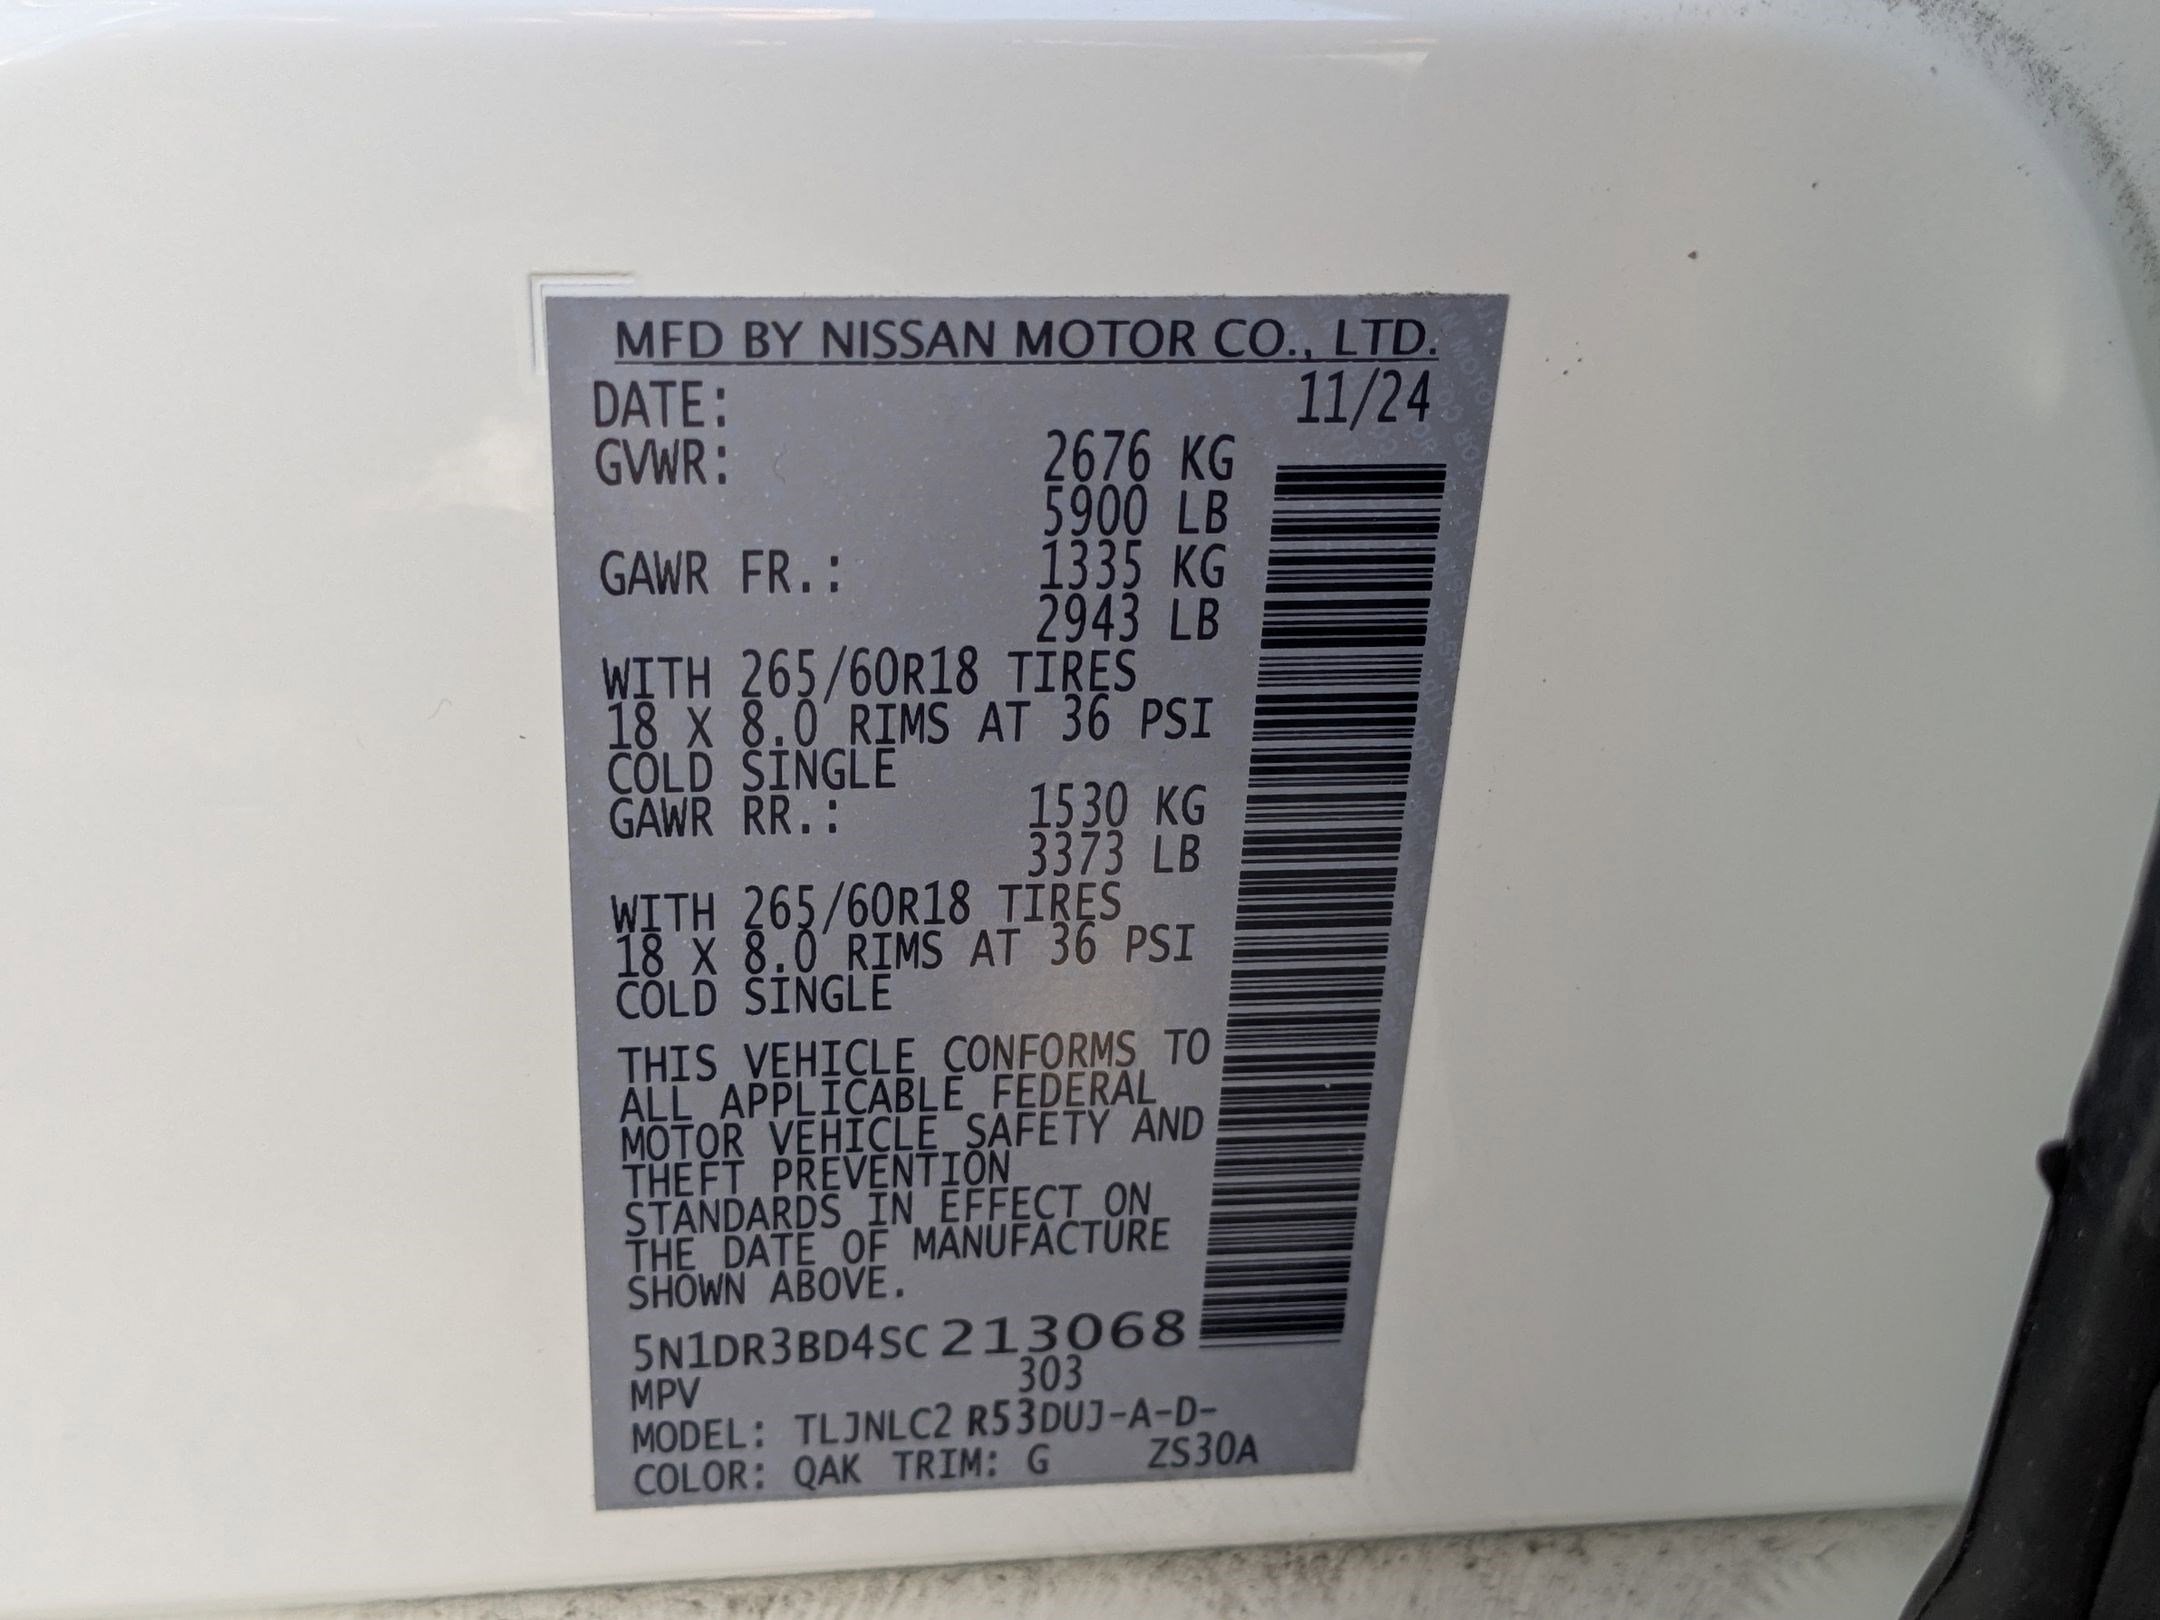 MFD BY NISSAN MOTOR CO., LTD.
DATE: 11/24
GVWR: 2676 KG
5900 LB
GAWR FR.: 1335 KG
2943 LB
WITH 265/60R18 TIRES
18 X 8.0 RIMS AT 36 PSI
COLD SINGLE
GAWR RR.: 1530 KG
3373 LB
WITH 265/60R18 TIRES
18 X 8.0 RIMS AT 36 PSI
COLD SINGLE
THIS VEHICLE CONFORMS TO
ALL APPLICABLE FEDERAL
MOTOR VEHICLE SAFETY AND
THEFT PREVENTION
STANDARDS IN EFFECT ON
THE DATE OF MANUFACTURE
SHOWN ABOVE.
5N1DR3BD4SC213068
MPV 303
MODEL: TLJNLC2 R53DUJ-A-D-
COLOR: QAK TRIM: G ZS30A